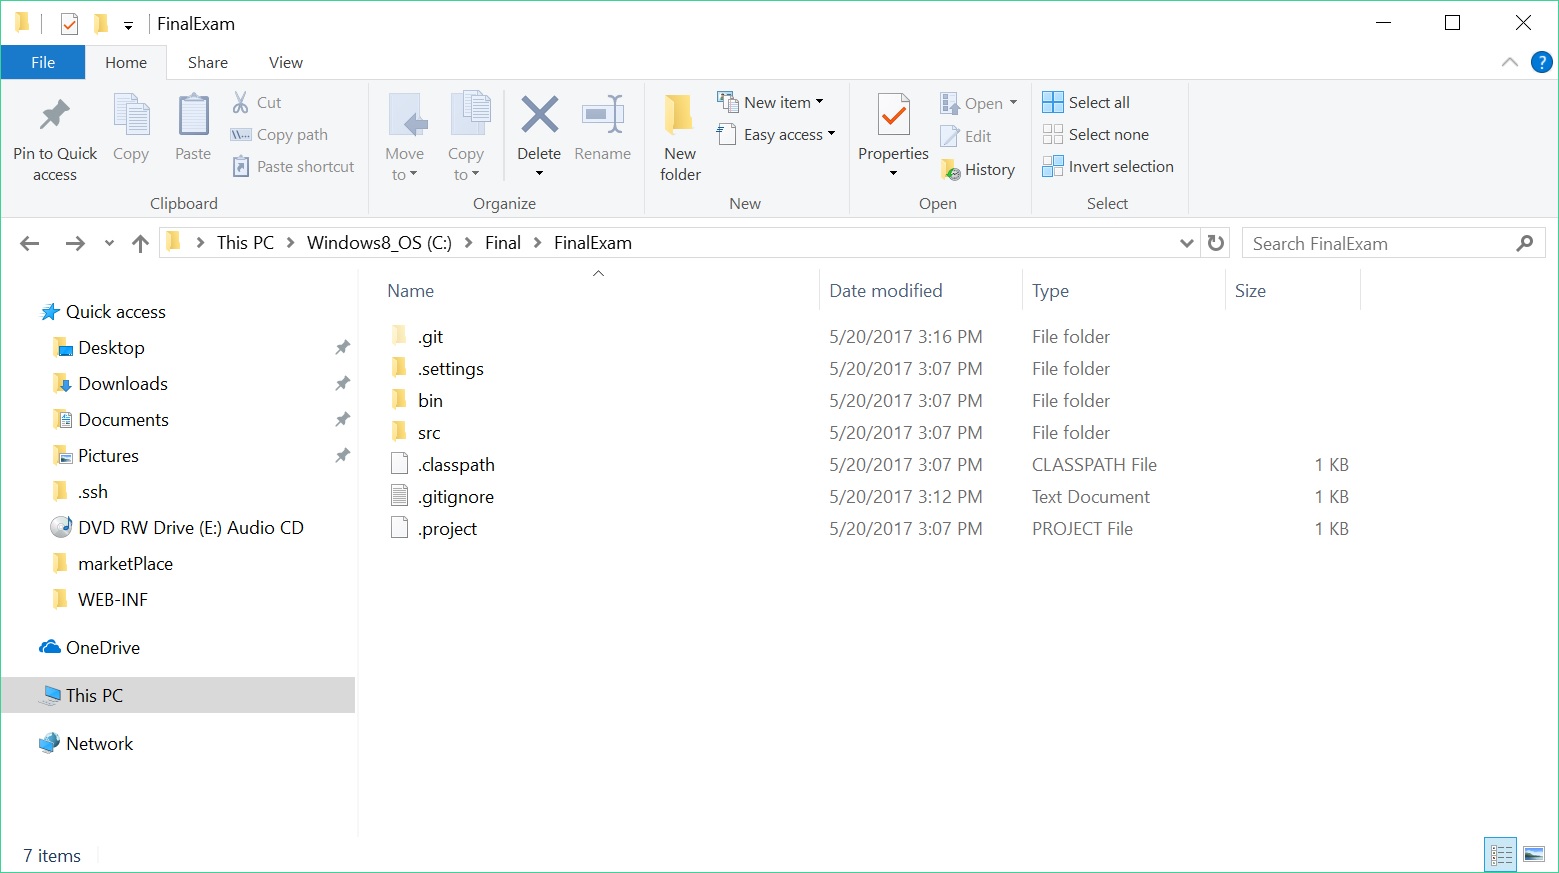 FinalExam
File Home Share View ?
Pin to Quick access
Copy
Paste
Cut
Copy path
Paste shortcut
Clipboard
Move to
Copy to
Delete
Rename
Organize
New folder
New item
Easy access
New
Properties
Open
Edit
History
Open
Select all
Select none
Invert selection
Select
This PC > Windows8_OS (C:) > Final > FinalExam
Search FinalExam
Name Date modified Type Size
Quick access
Desktop
Downloads
Documents
Pictures
.ssh
DVD RW Drive (E:) Audio CD
marketPlace
WEB-INF
OneDrive
This PC
Network
.git 5/20/2017 3:16 PM File folder
.settings 5/20/2017 3:07 PM File folder
bin 5/20/2017 3:07 PM File folder
src 5/20/2017 3:07 PM File folder
.classpath 5/20/2017 3:07 PM CLASSPATH File 1 KB
.gitignore 5/20/2017 3:12 PM Text Document 1 KB
.project 5/20/2017 3:07 PM PROJECT File 1 KB
7 items